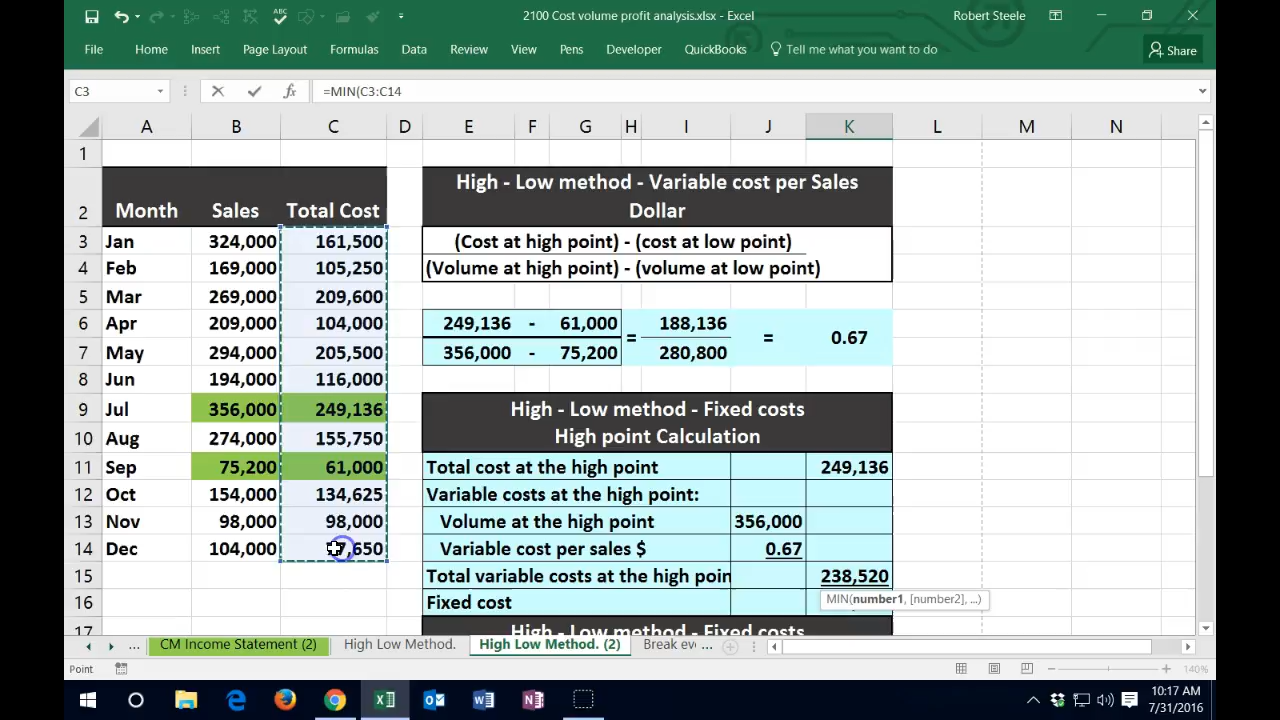 2100 Cost volume profit analysis.xlsx - Excel
Robert Steele
ABC
File Home Insert Page Layout Formulas Data Review View Pens Developer QuickBooks Tell me what you want to do Share
C3 fx =MIN(C3:C14
A B C D E F G H I J K L M N
1
2 Month Sales Total Cost
High - Low method - Variable cost per Sales
Dollar
3 Jan 324,000 161,500 (Cost at high point) - (cost at low point)
4 Feb 169,000 105,250 (Volume at high point) - (volume at low point)
5 Mar 269,000 209,600
6 Apr 209,000 104,000 249,136 - 61,000 188,136
= = 0.67
7 May 294,000 205,500 356,000 - 75,200 280,800
8 Jun 194,000 116,000
9 Jul 356,000 249,136 High - Low method - Fixed costs
10 Aug 274,000 155,750 High point Calculation
11 Sep 75,200 61,000 Total cost at the high point 249,136
12 Oct 154,000 134,625 Variable costs at the high point:
13 Nov 98,000 98,000 Volume at the high point 356,000
14 Dec 104,000 7,650 Variable cost per sales $ 0.67
15 Total variable costs at the high poin 238,520
16 Fixed cost
MIN(number1, [number2], ...)
17 High - Low method - Fixed costs
... CM Income Statement (2) High Low Method. High Low Method. (2) Break eve ...
Point 140%
10:17 AM
7/31/2016